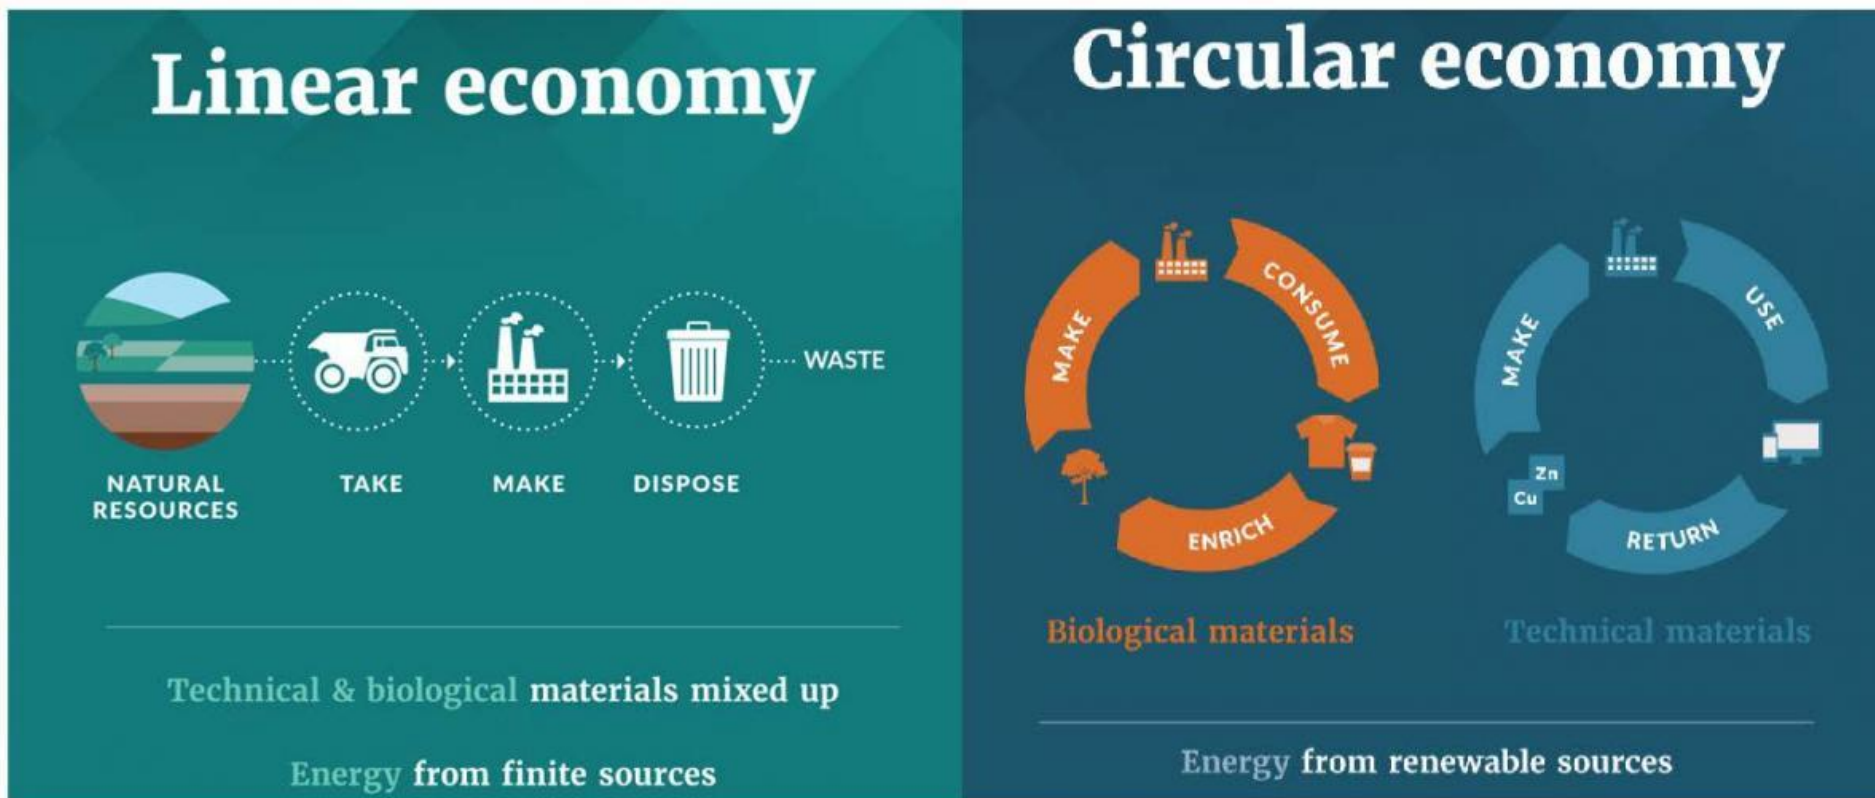 Linear economy
NATURAL
RESOURCES
TAKE
MAKE
DISPOSE
WASTE
Technical & biological materials mixed up
Energy from finite sources
Circular economy
MAKE
CONSUME
ENRICH
Biological materials
MAKE
USE
RETURN
Zn
Cu
Technical materials
Energy from renewable sources